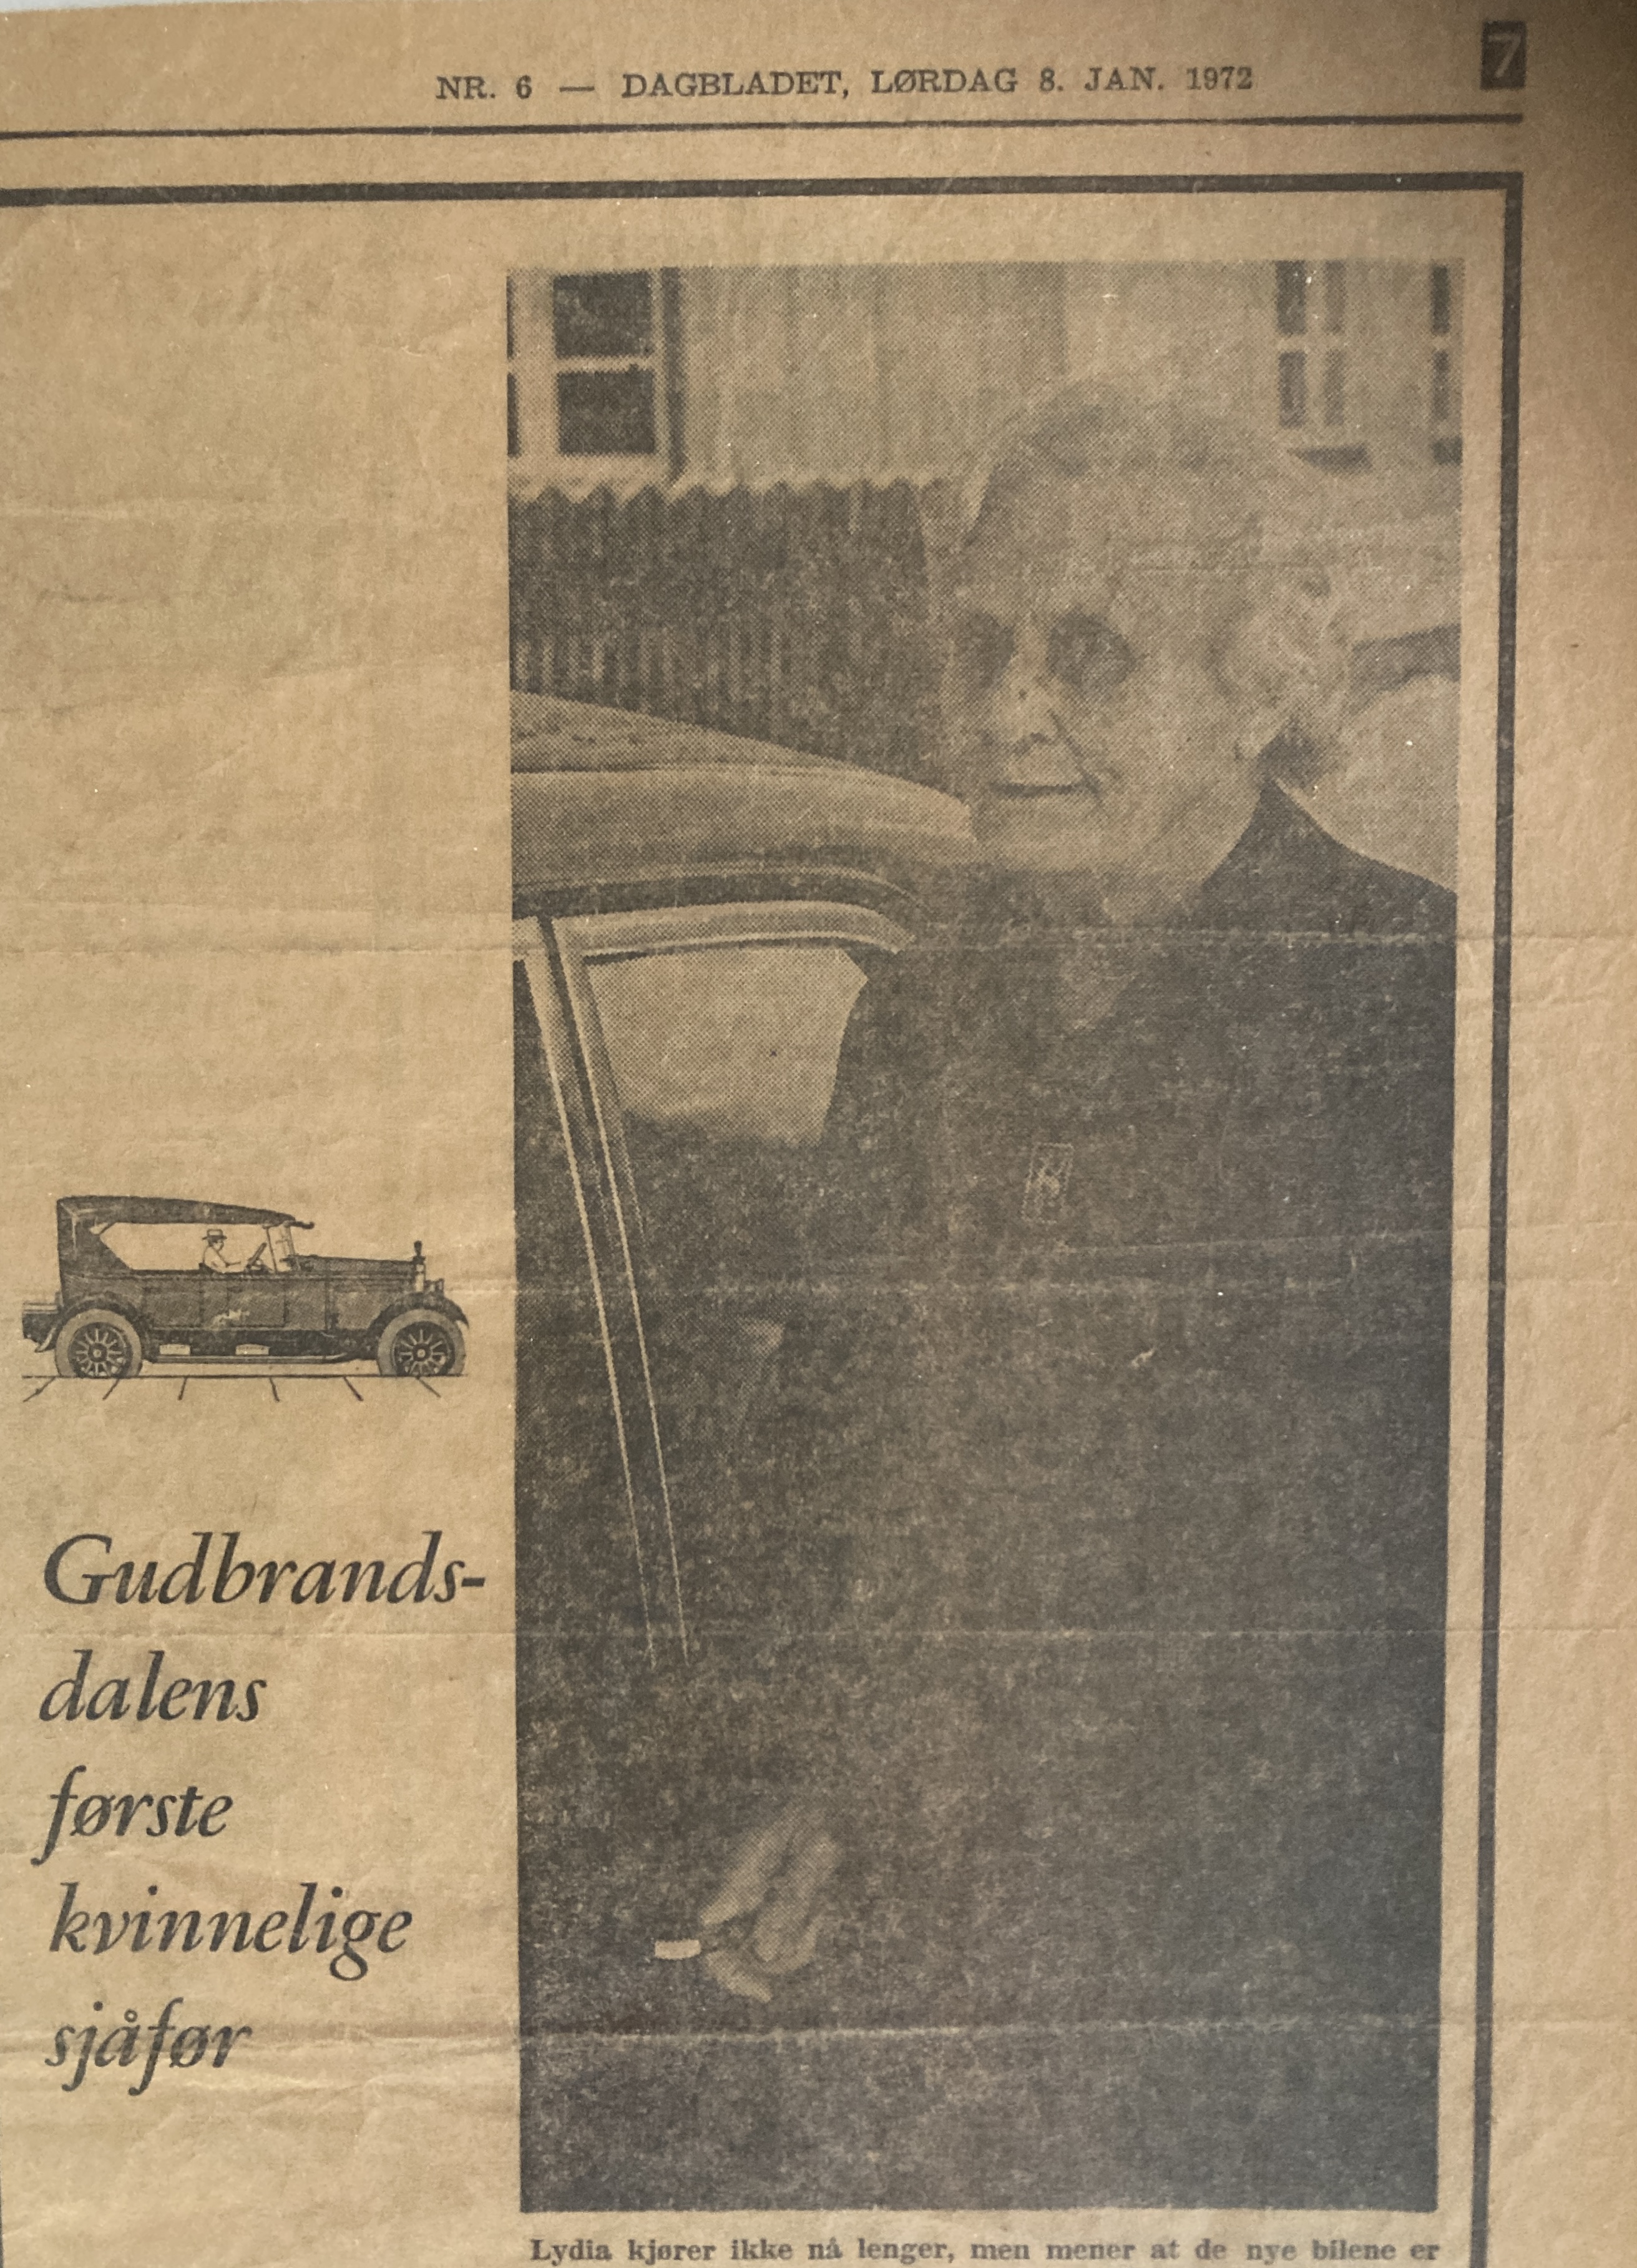 NR. 6 — DAGBLADET, LØRDAG 8. JAN. 1972
7
Gudbrands-
dalens
første
kvinnelige
sjåfør
Lydia kjører ikke nå lenger, men mener at de nye bilene er